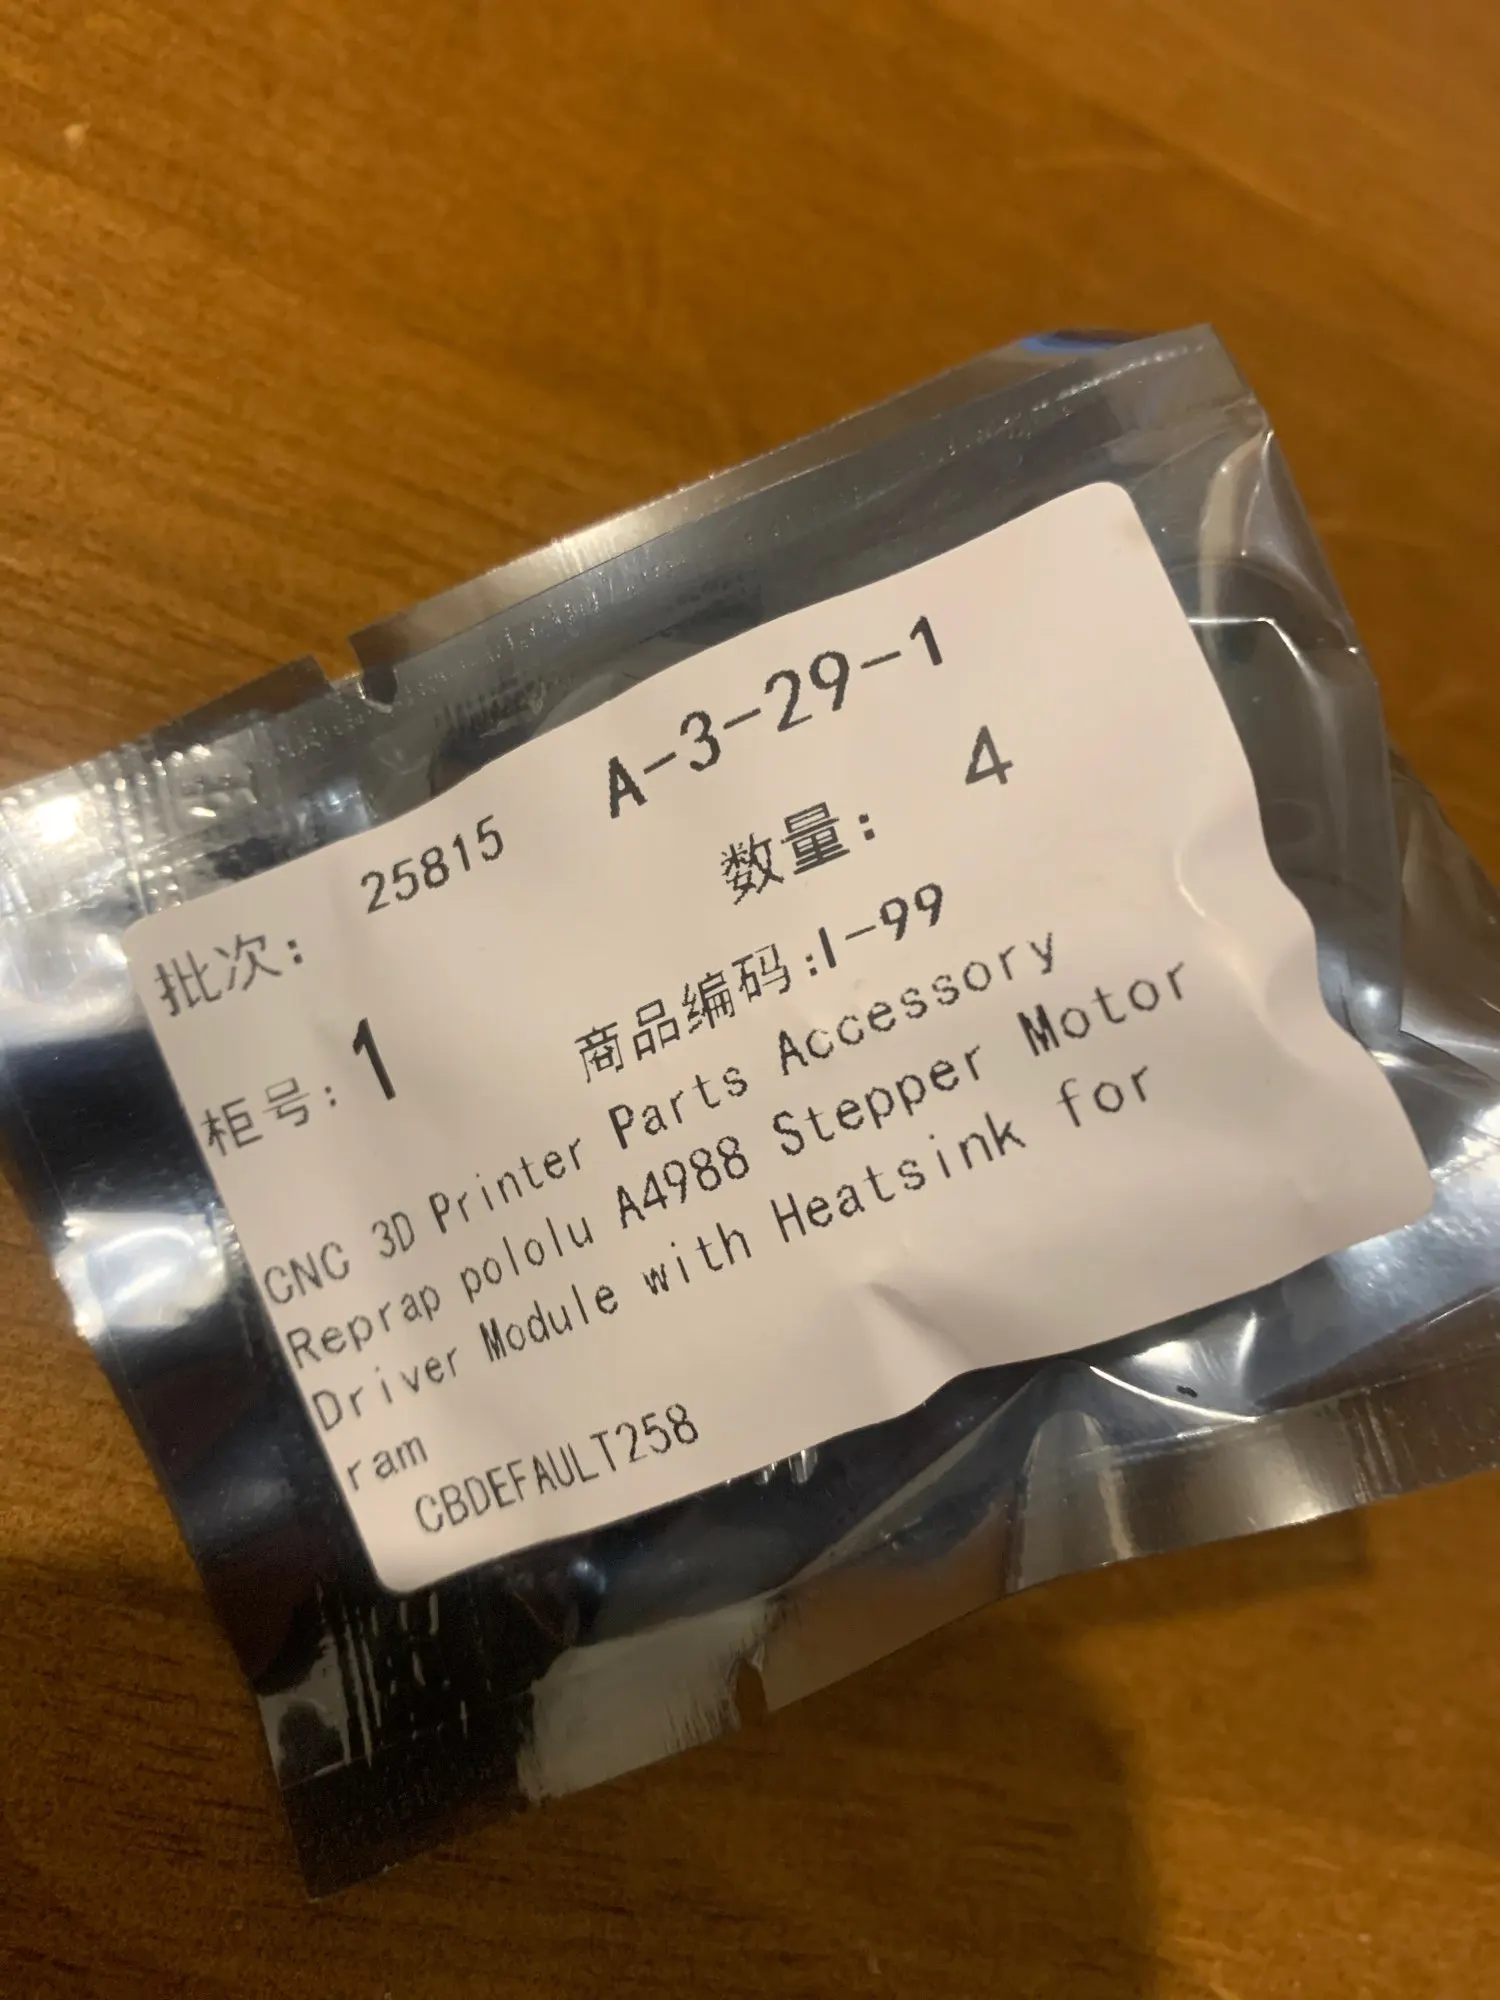 A-3-29-1
批次: 25815 数量: 4
柜号: 1 商品编码:I-99
CNC 3D Printer Parts Accessory
Reprap pololu A4988 Stepper Motor
Driver Module with Heatsink for
ram
CBDEFAULT258